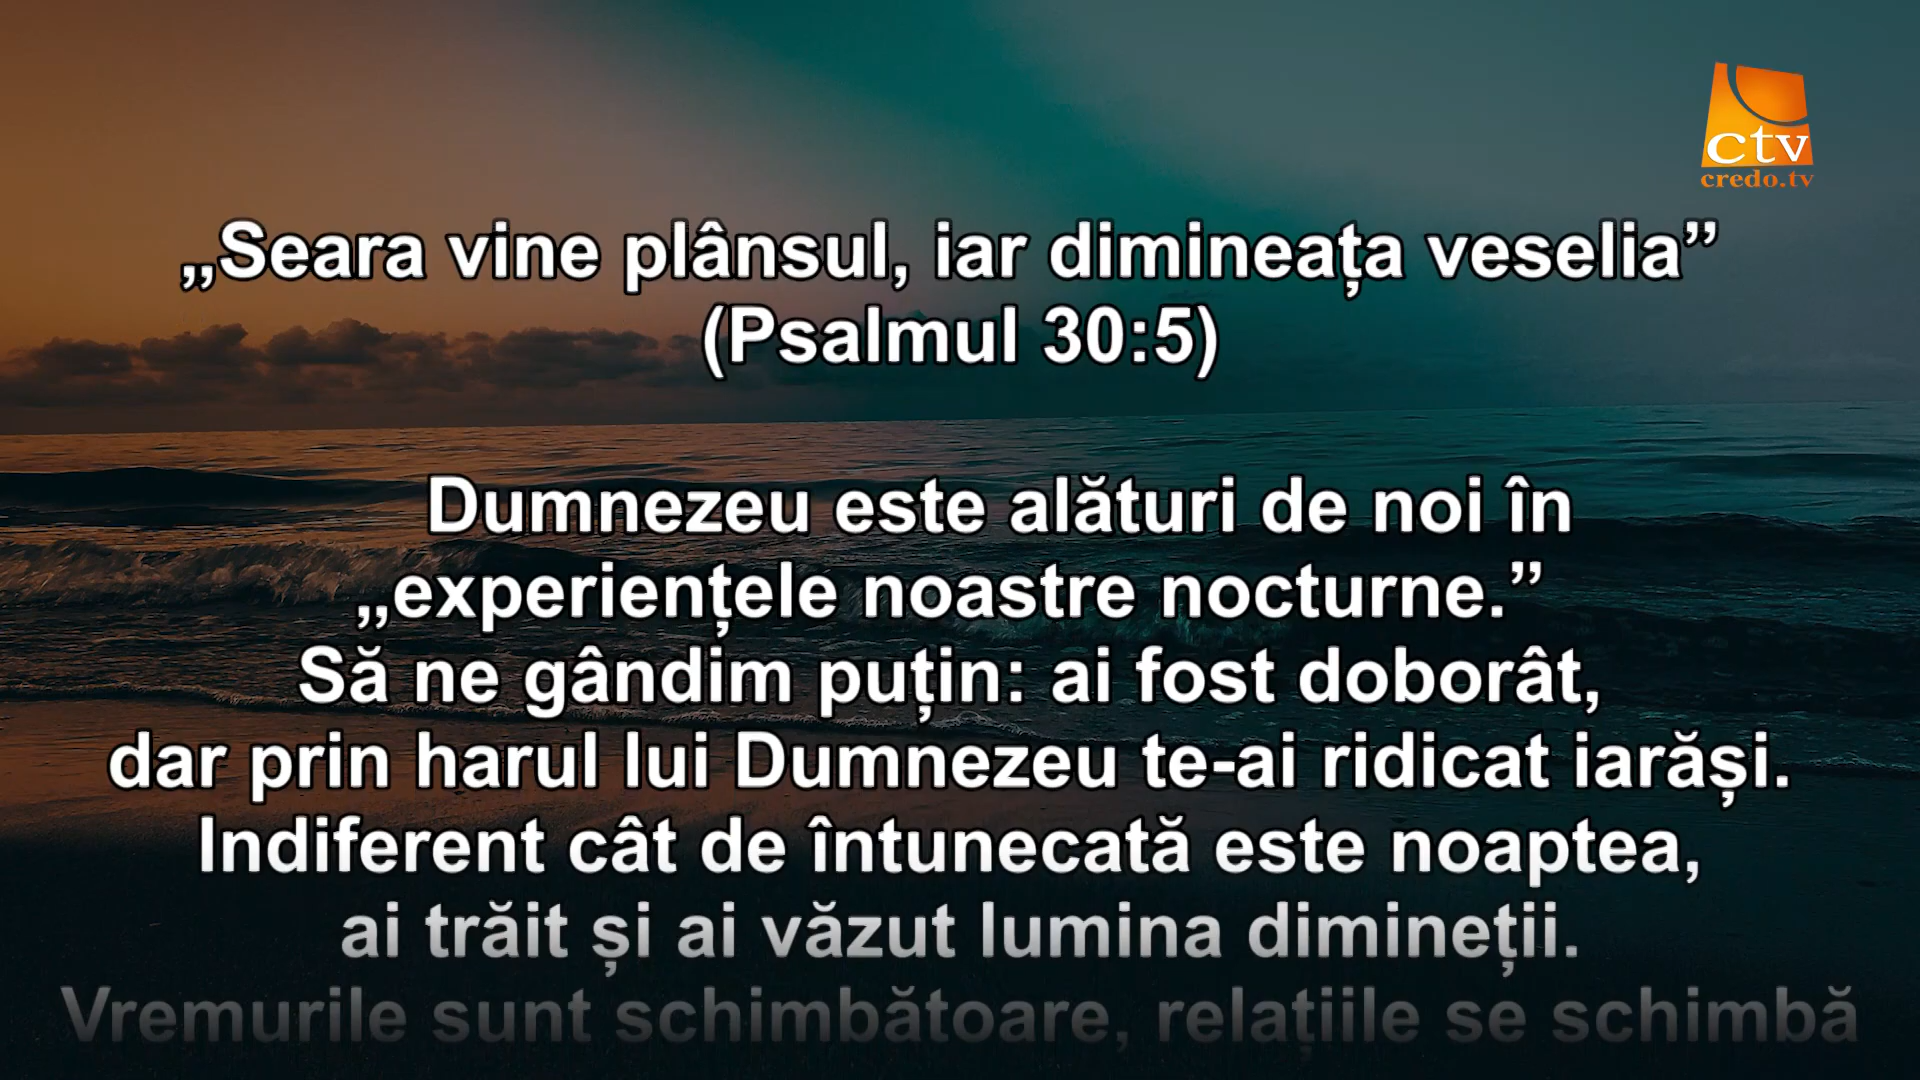 ctv
credo.tv
„Seara vine plânsul, iar dimineața veselia”
(Psalmul 30:5)
Dumnezeu este alături de noi în
„experiențele noastre nocturne.”
Să ne gândim puțin: ai fost doborât,
dar prin harul lui Dumnezeu te-ai ridicat iarăși.
Indiferent cât de întunecată este noaptea,
ai trăit și ai văzut lumina dimineții.
Vremurile sunt schimbătoare, relațiile se schimbă